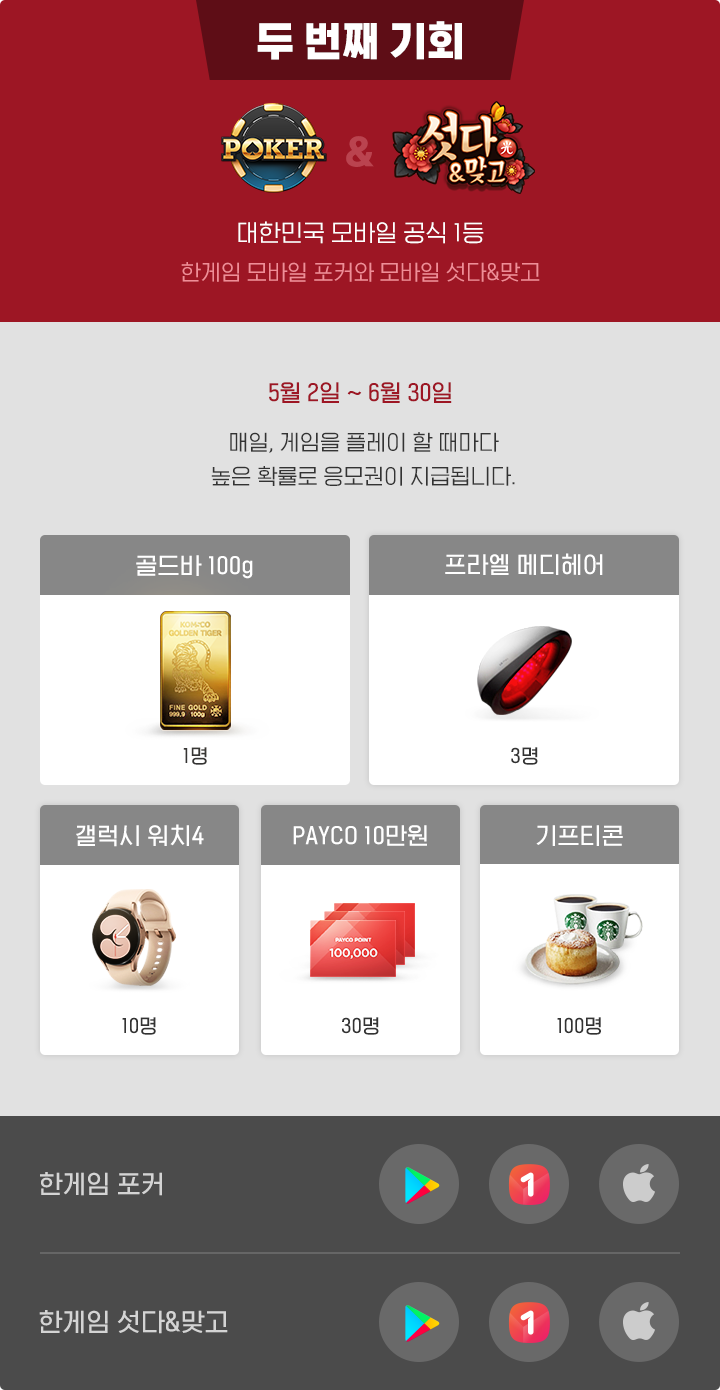 두 번째 기회
POKER & 섯다
&맞고
光
대한민국 모바일 공식 1등
한게임 모바일 포커와 모바일 섯다&맞고
5월 2일 ~ 6월 30일
매일, 게임을 플레이 할 때마다
높은 확률로 응모권이 지급됩니다.
골드바 100g
KOMSCO
GOLDEN TIGER
FINE GOLD
999.9 100g
1명
프라엘 메디헤어
3명
갤럭시 워치4
10명
PAYCO 10만원
PAYCO POINT
100,000
30명
기프티콘
100명
한게임 포커
1
한게임 섯다&맞고
1